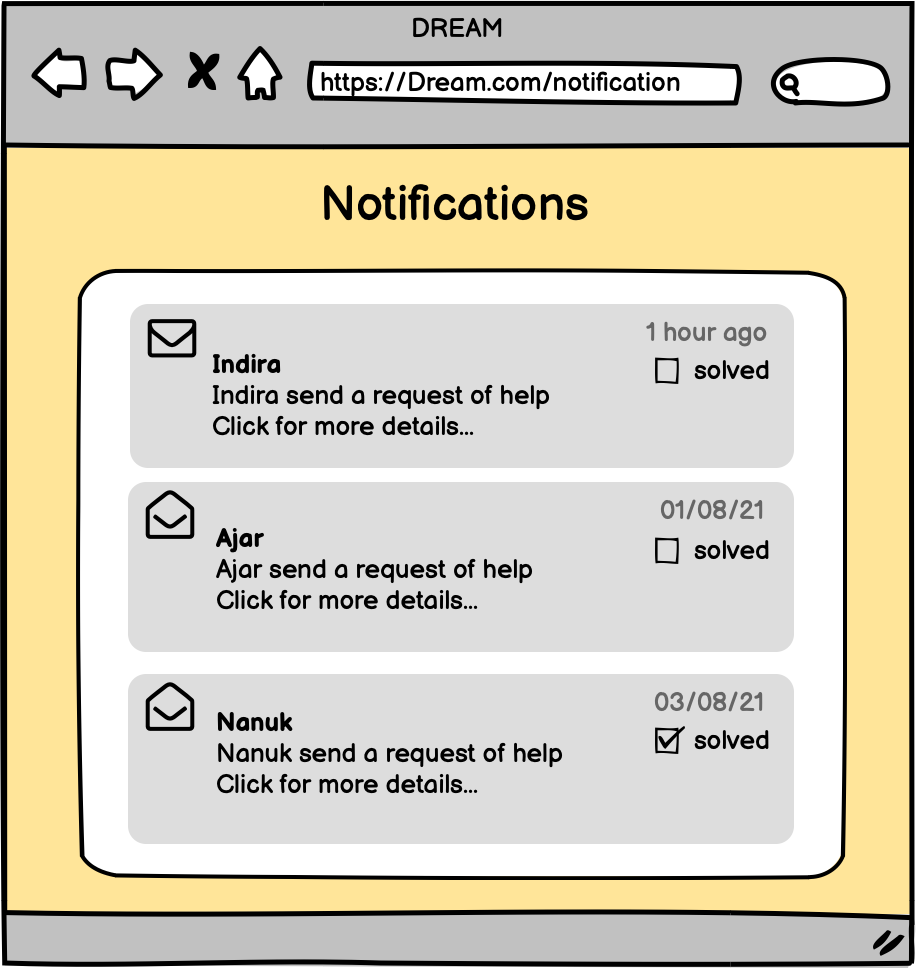 DREAM
https://Dream.com/notification
Notifications
1 hour ago
solved
Indira
Indira send a request of help
Click for more details...
01/08/21
solved
Ajar
Ajar send a request of help
Click for more details...
03/08/21
solved
Nanuk
Nanuk send a request of help
Click for more details...